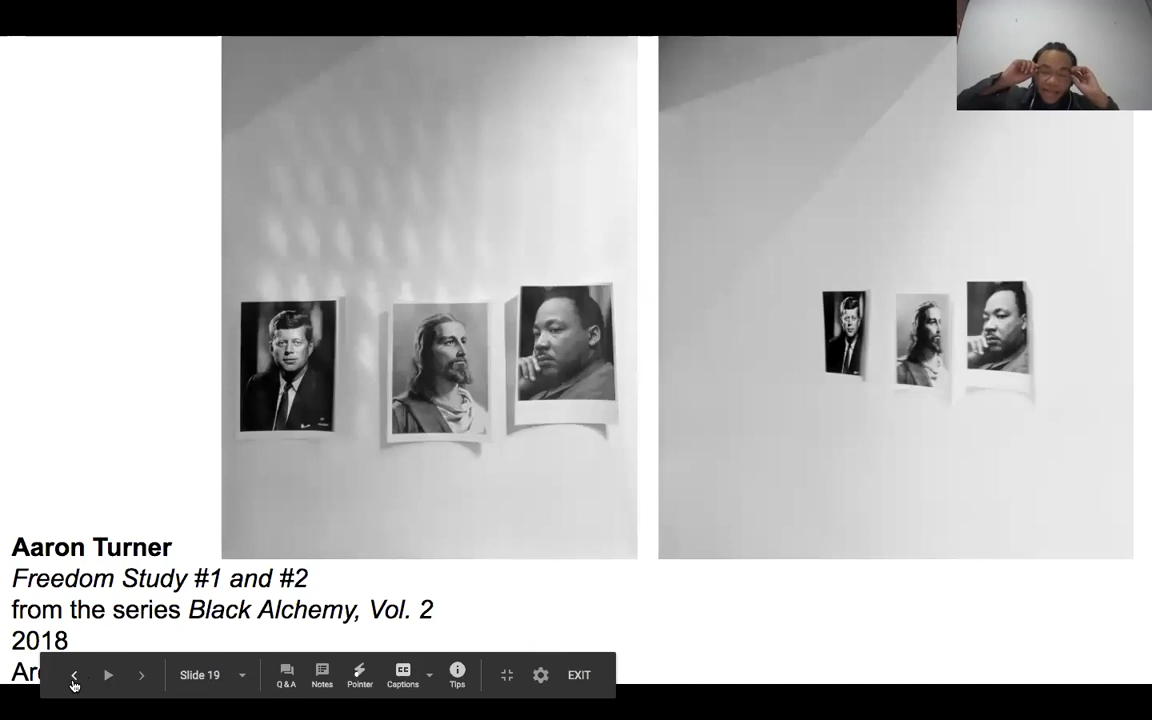 Aaron Turner
Freedom Study #1 and #2
from the series Black Alchemy, Vol. 2
2018
Slide 19
Q & A
Notes
Pointer
CC
Captions
Tips
EXIT